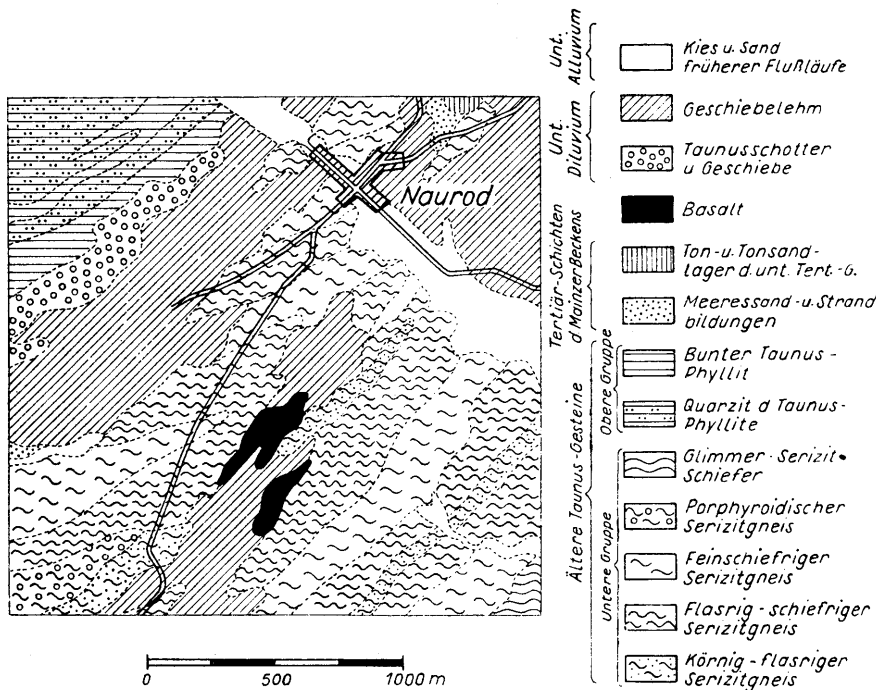 Unt.
Alluvium
Kies u. Sand
früherer Flußläufe
Unt.
Diluvium
Geschiebelehm
Taunusschotter
u Geschiebe
Basalt
Tertiär-Schichten
d MainzerBeckens
Ton- u. Tonsand-
lager d. unt. Tert.-G.
Meeressand-u. Strand
bildungen
Ältere Taunus-Gesteine
Obere Gruppe
Bunter Taunus-
Phyllit
Quarzit d Taunus-
Phyllite
Untere Gruppe
Glimmer-Serizit-
Schiefer
Porphyroidischer
Serizitgneis
Feinschiefriger
Serizitgneis
Flasrig-schiefriger
Serizitgneis
Körnig-flasriger
Serizitgneis
Naurod
0 500 1000 m